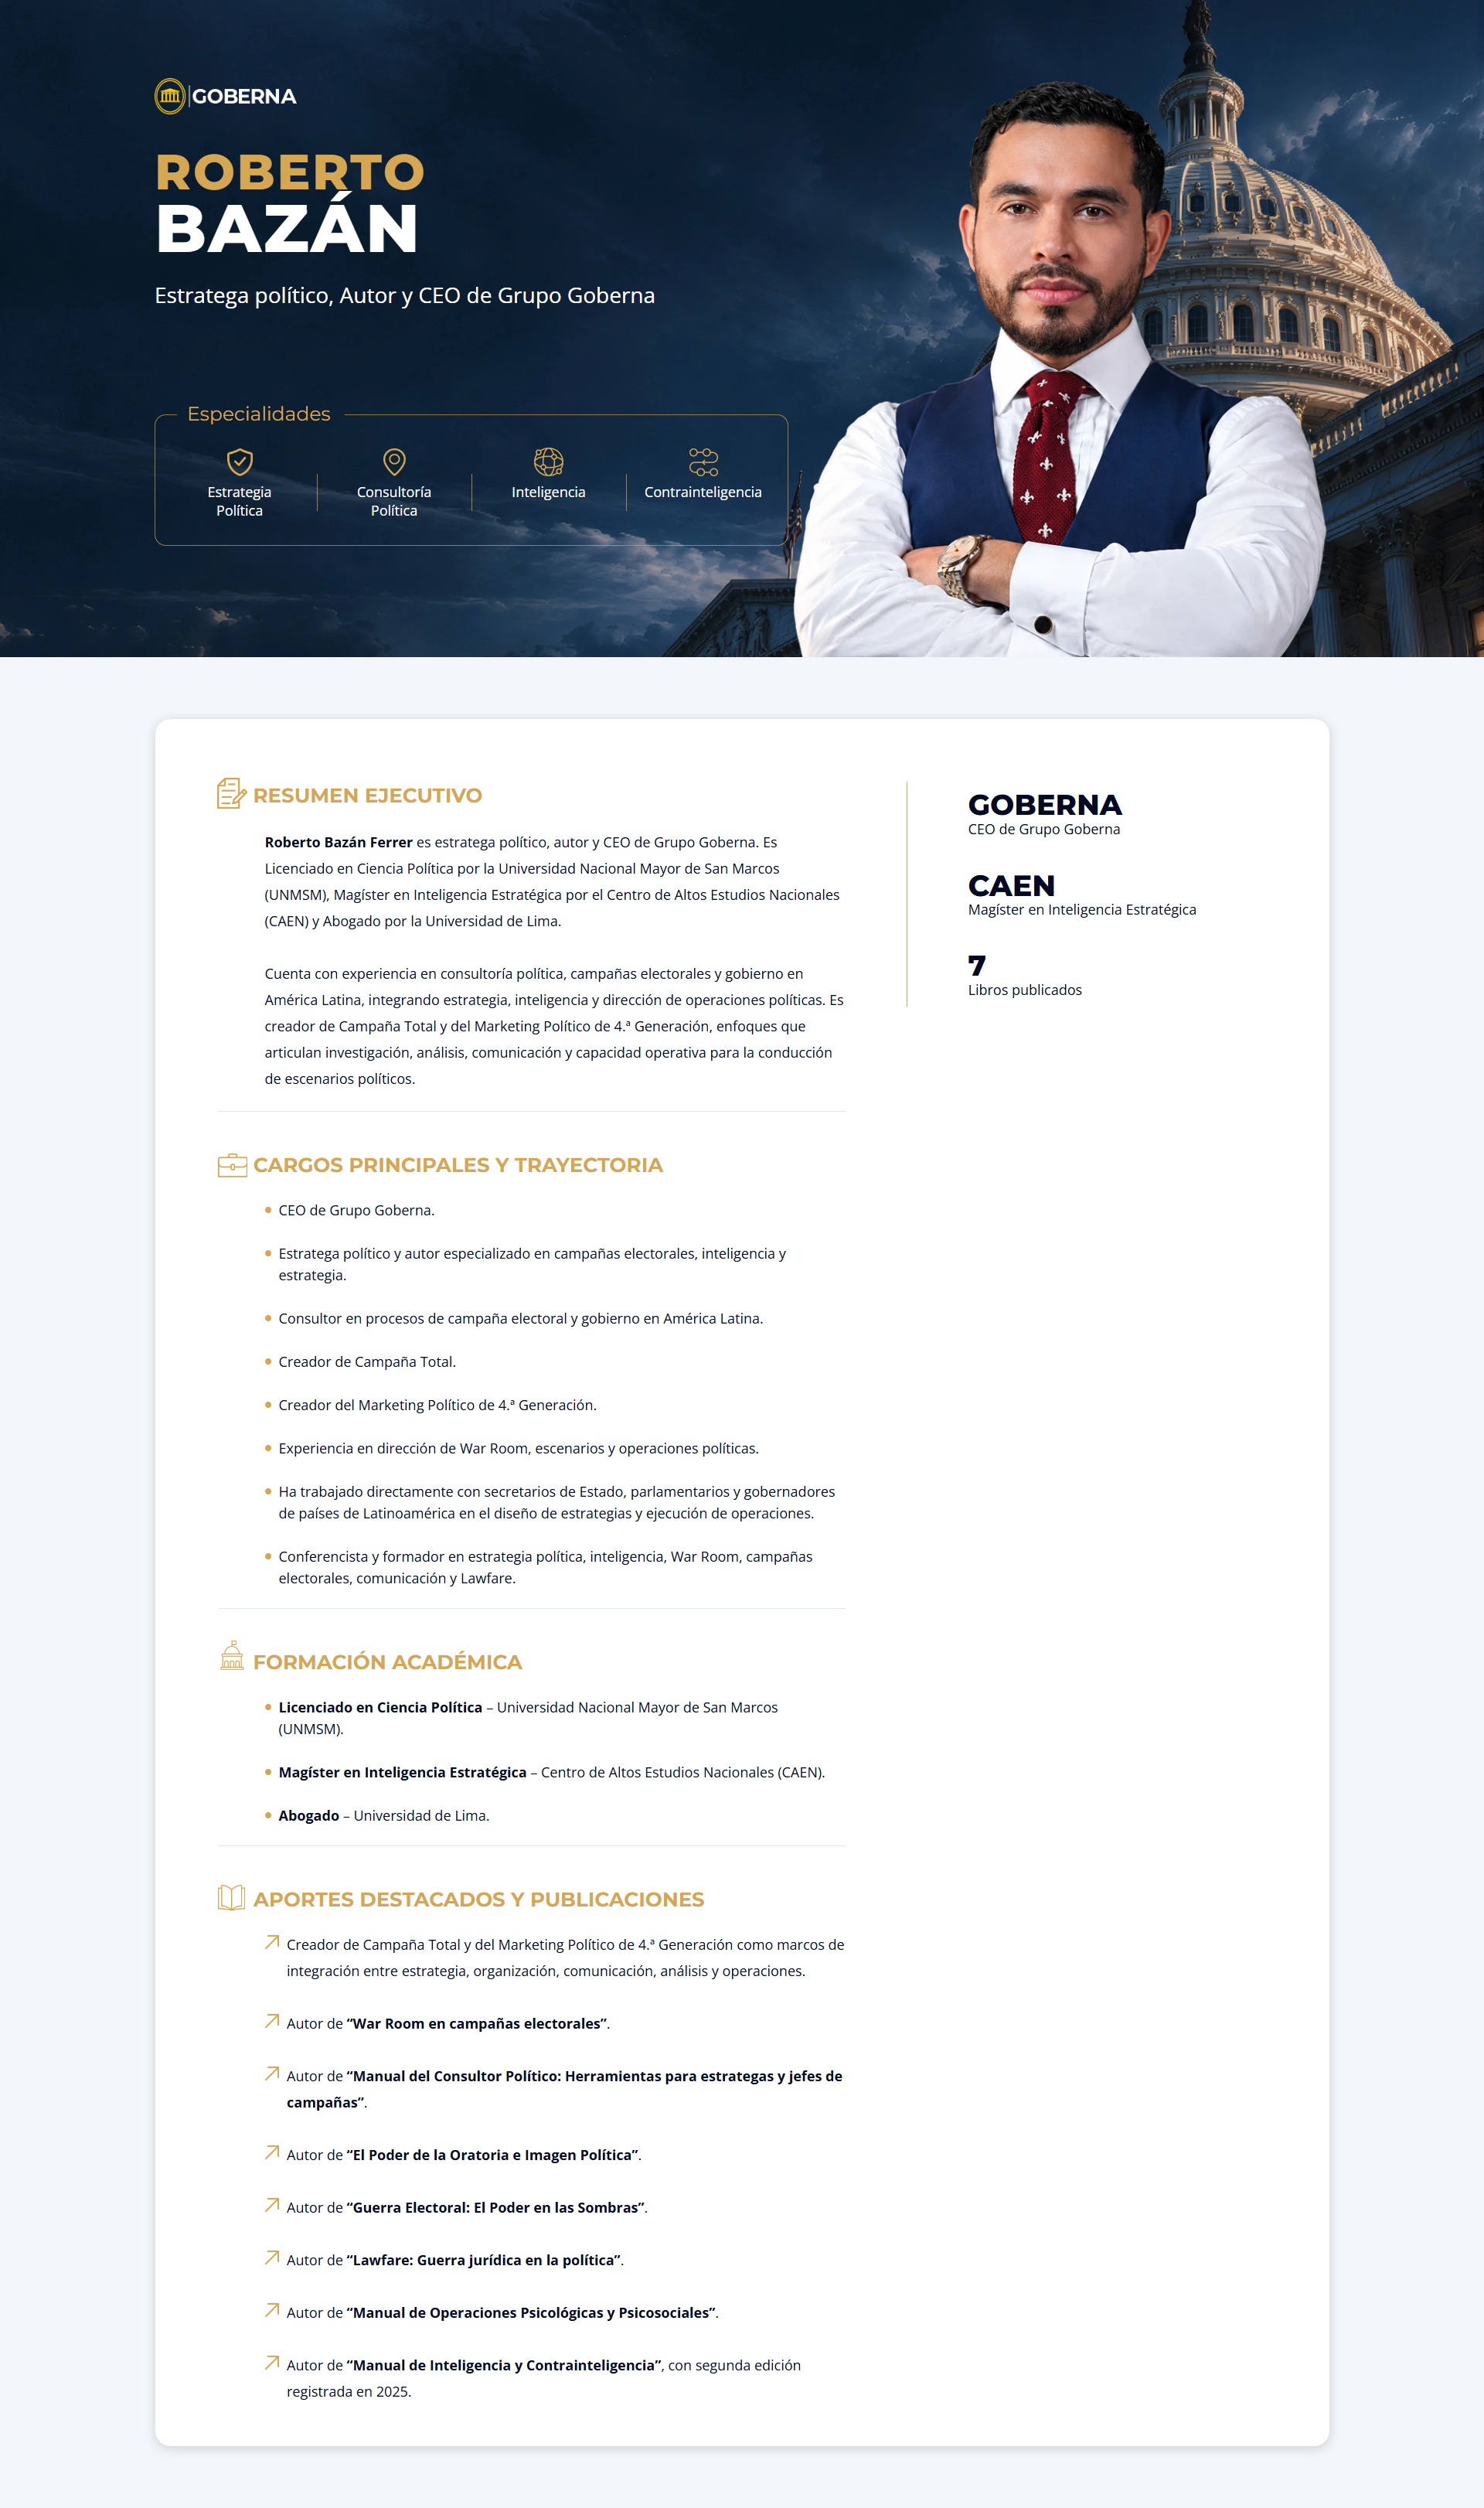 GOBERNA
ROBERTO
BAZÁN
Estratega político, Autor y CEO de Grupo Goberna
Especialidades
Estrategia
Política
Consultoría
Política
Inteligencia
Contrainteligencia
RESUMEN EJECUTIVO
Roberto Bazán Ferrer es estratega político, autor y CEO de Grupo Goberna. Es
Licenciado en Ciencia Política por la Universidad Nacional Mayor de San Marcos
(UNMSM), Magíster en Inteligencia Estratégica por el Centro de Altos Estudios Nacionales
(CAEN) y Abogado por la Universidad de Lima.
Cuenta con experiencia en consultoría política, campañas electorales y gobierno en
América Latina, integrando estrategia, inteligencia y dirección de operaciones políticas. Es
creador de Campaña Total y del Marketing Político de 4.ª Generación, enfoques que
articulan investigación, análisis, comunicación y capacidad operativa para la conducción
de escenarios políticos.
GOBERNA
CEO de Grupo Goberna
CAEN
Magíster en Inteligencia Estratégica
7
Libros publicados
CARGOS PRINCIPALES Y TRAYECTORIA
• CEO de Grupo Goberna.
• Estratega político y autor especializado en campañas electorales, inteligencia y
estrategia.
• Consultor en procesos de campaña electoral y gobierno en América Latina.
• Creador de Campaña Total.
• Creador del Marketing Político de 4.ª Generación.
• Experiencia en dirección de War Room, escenarios y operaciones políticas.
• Ha trabajado directamente con secretarios de Estado, parlamentarios y gobernadores
de países de Latinoamérica en el diseño de estrategias y ejecución de operaciones.
• Conferencista y formador en estrategia política, inteligencia, War Room, campañas
electorales, comunicación y Lawfare.
FORMACIÓN ACADÉMICA
• Licenciado en Ciencia Política – Universidad Nacional Mayor de San Marcos
(UNMSM).
• Magíster en Inteligencia Estratégica – Centro de Altos Estudios Nacionales (CAEN).
• Abogado – Universidad de Lima.
APORTES DESTACADOS Y PUBLICACIONES
Creador de Campaña Total y del Marketing Político de 4.ª Generación como marcos de
integración entre estrategia, organización, comunicación, análisis y operaciones.
Autor de “War Room en campañas electorales”.
Autor de “Manual del Consultor Político: Herramientas para estrategas y jefes de
campañas”.
Autor de “El Poder de la Oratoria e Imagen Política”.
Autor de “Guerra Electoral: El Poder en las Sombras”.
Autor de “Lawfare: Guerra jurídica en la política”.
Autor de “Manual de Operaciones Psicológicas y Psicosociales”.
Autor de “Manual de Inteligencia y Contrainteligencia”, con segunda edición
registrada en 2025.